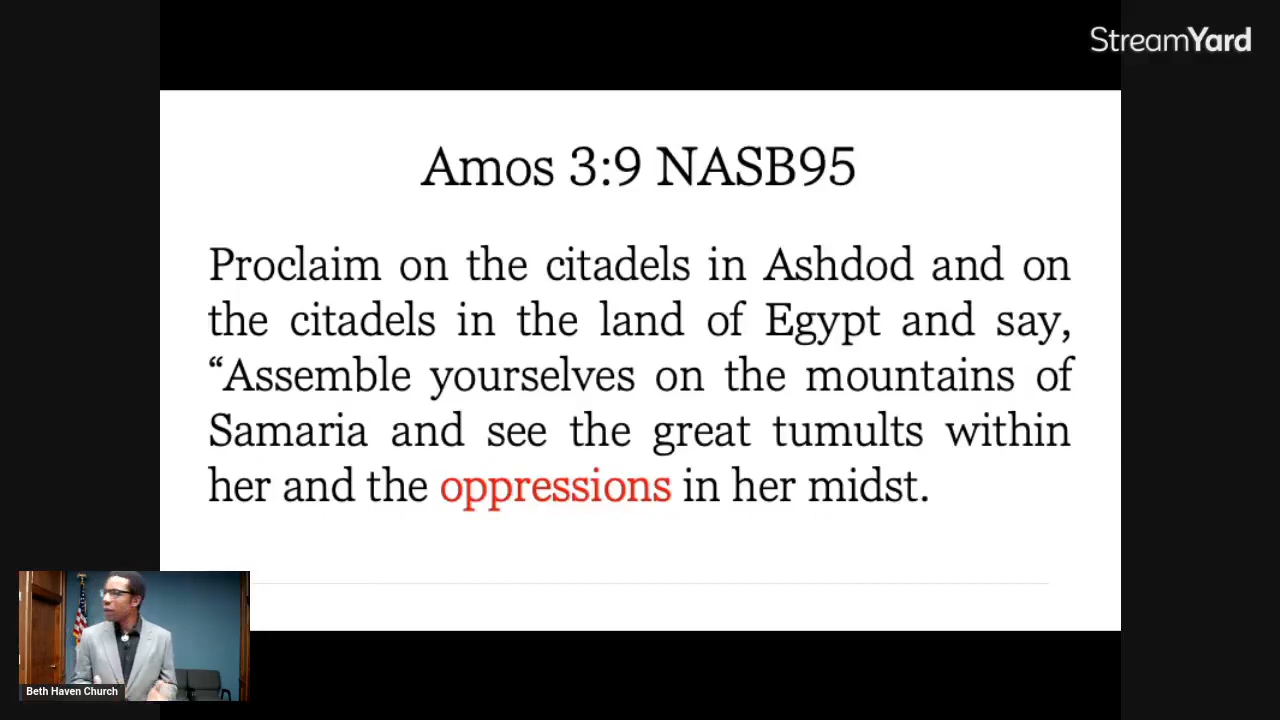 StreamYard
Amos 3:9 NASB95
Proclaim on the citadels in Ashdod and on
the citadels in the land of Egypt and say,
“Assemble yourselves on the mountains of
Samaria and see the great tumults within
her and the oppressions in her midst.
Beth Haven Church